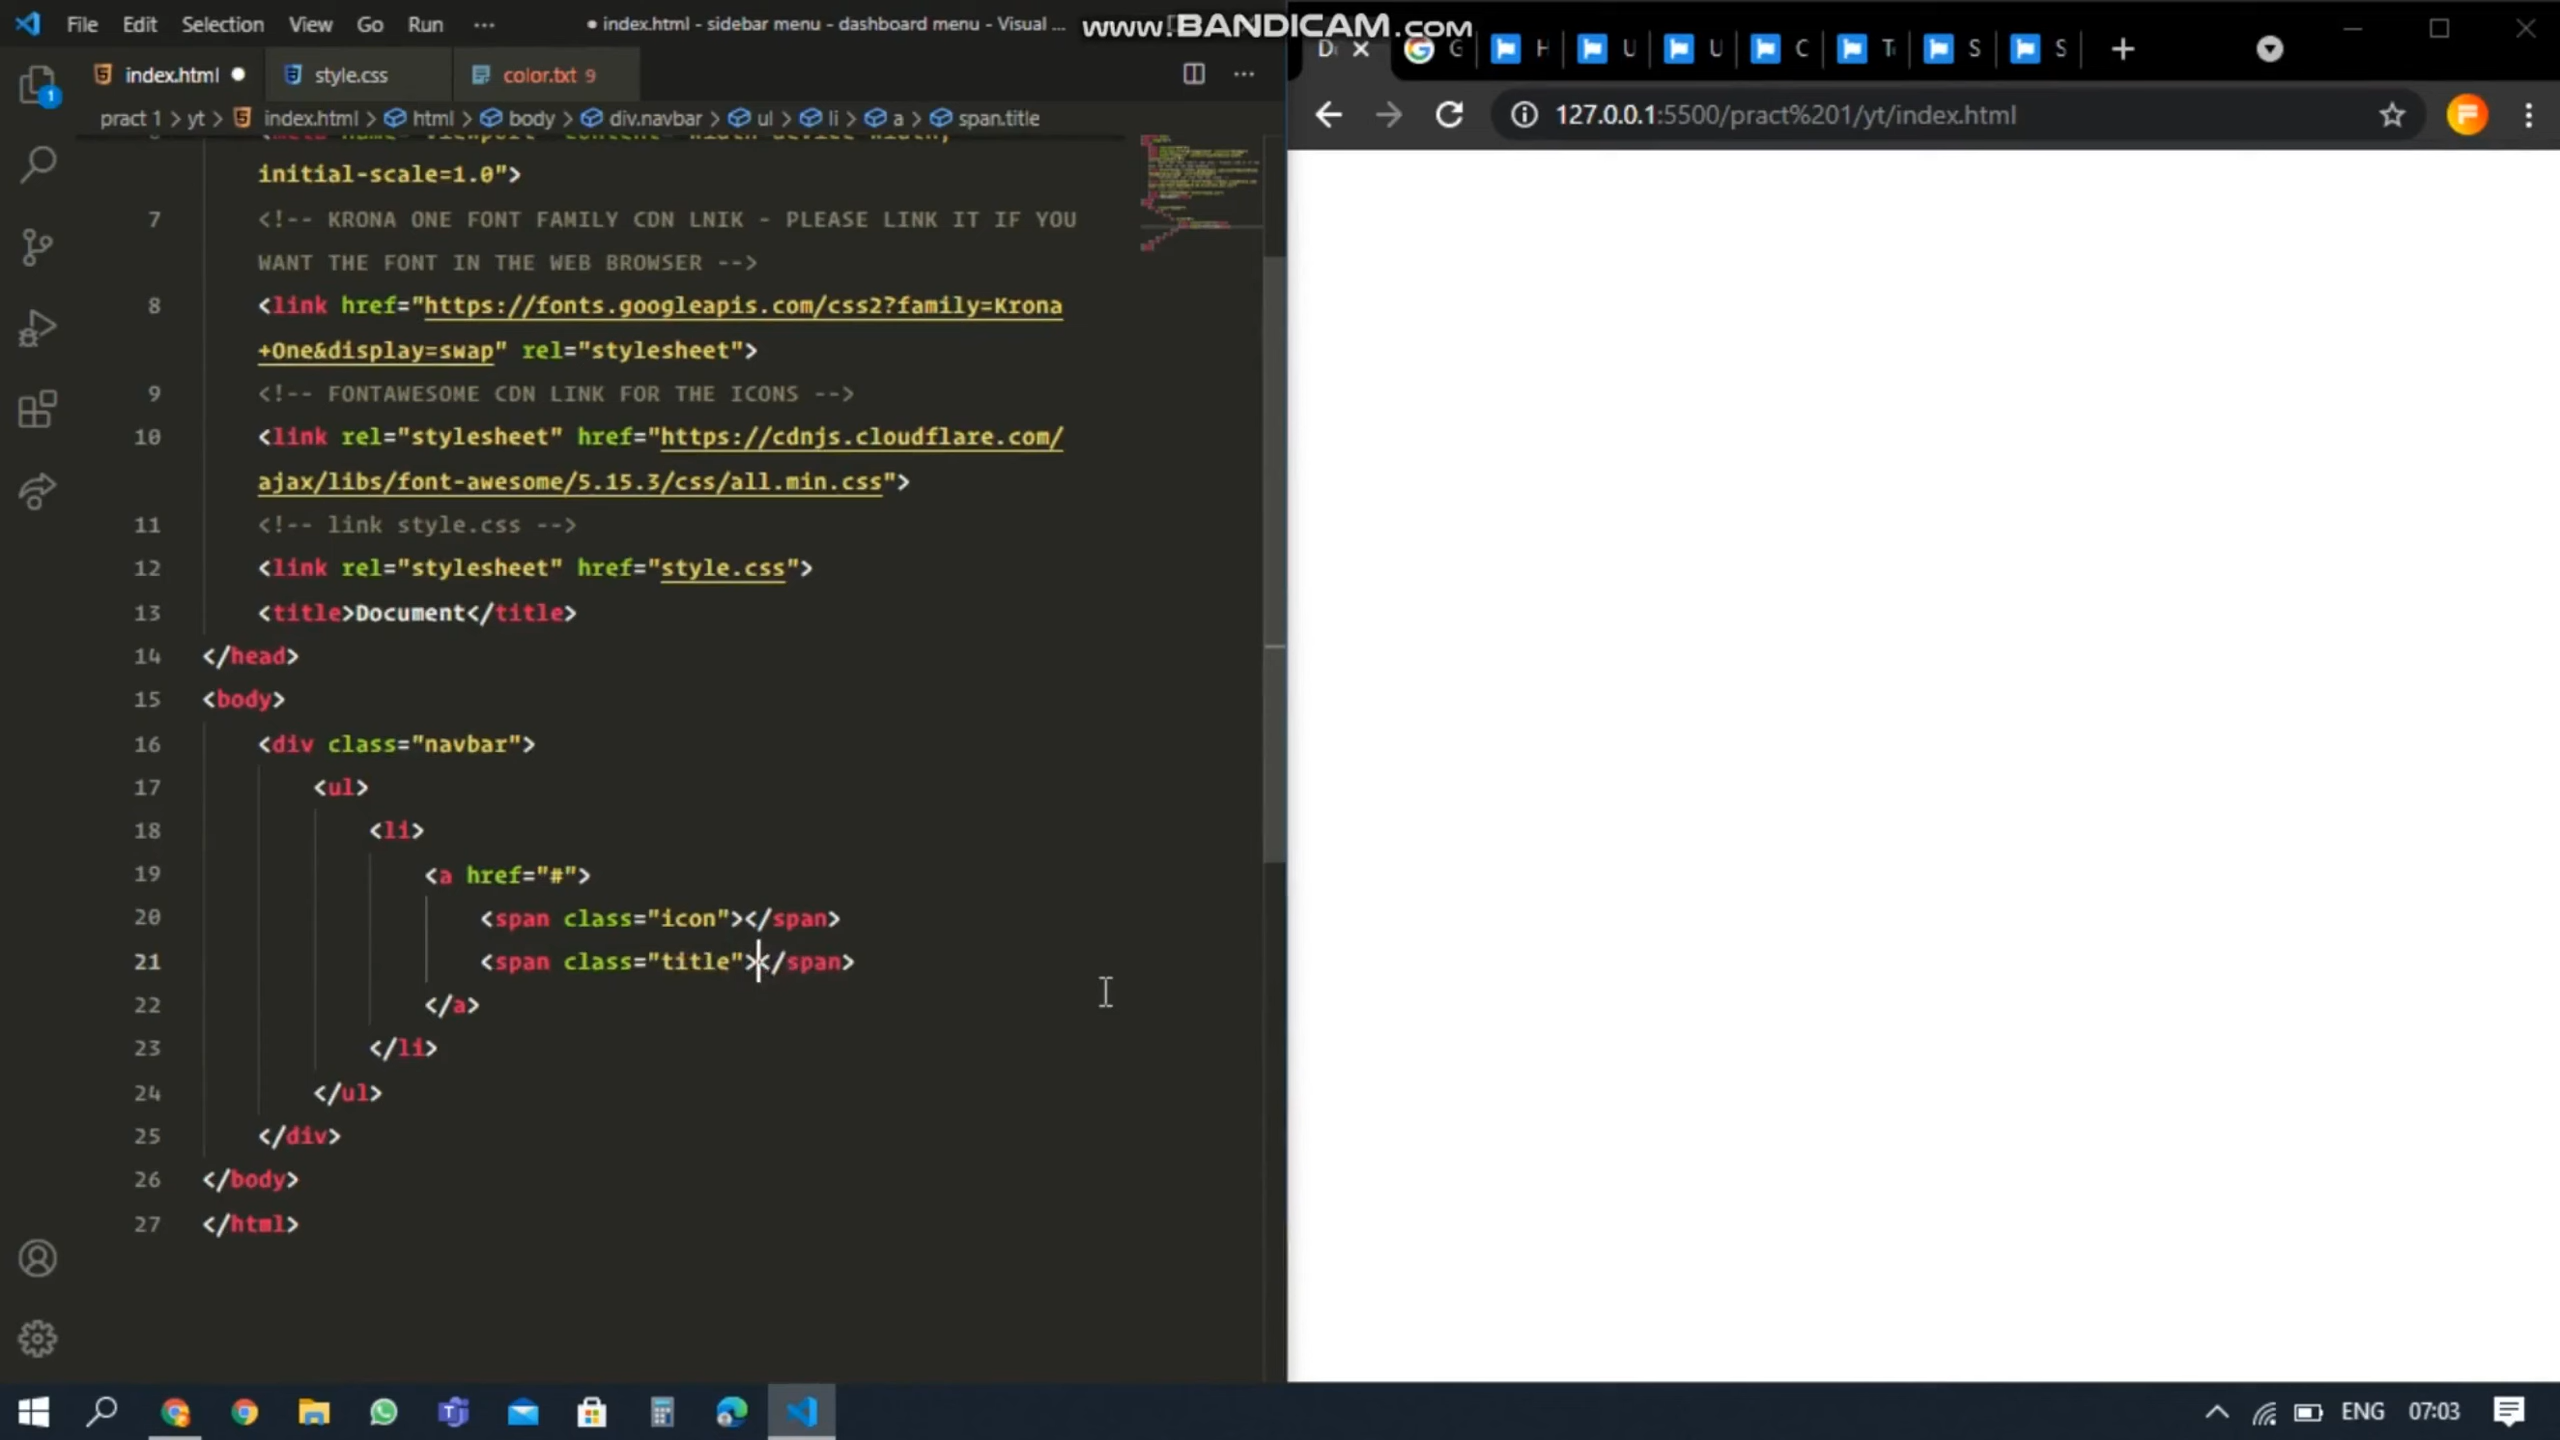 File Edit Selection View Go Run ··· ● index.html - sidebar menu - dashboard menu - Visual ...
www.BANDICAM.com
index.html ● style.css color.txt 9
D G H U U C T S S
127.0.0.1:5500/pract%201/yt/index.html
pract 1 > yt > index.html > html > body > div.navbar > ul > li > a > span.title
1
initial-scale=1.0">
7 <!-- KRONA ONE FONT FAMILY CDN LNIK - PLEASE LINK IT IF YOU
WANT THE FONT IN THE WEB BROWSER -->
8 <link href="https://fonts.googleapis.com/css2?family=Krona
+One&display=swap" rel="stylesheet">
9 <!-- FONTAWESOME CDN LINK FOR THE ICONS -->
10 <link rel="stylesheet" href="https://cdnjs.cloudflare.com/
ajax/libs/font-awesome/5.15.3/css/all.min.css">
11 <!-- link style.css -->
12 <link rel="stylesheet" href="style.css">
13 <title>Document</title>
14 </head>
15 <body>
16 <div class="navbar">
17 <ul>
18 <li>
19 <a href="#">
20 <span class="icon"></span>
21 <span class="title"></span>
22 </a>
23 </li>
24 </ul>
25 </div>
26 </body>
27 </html>
ENG 07:03